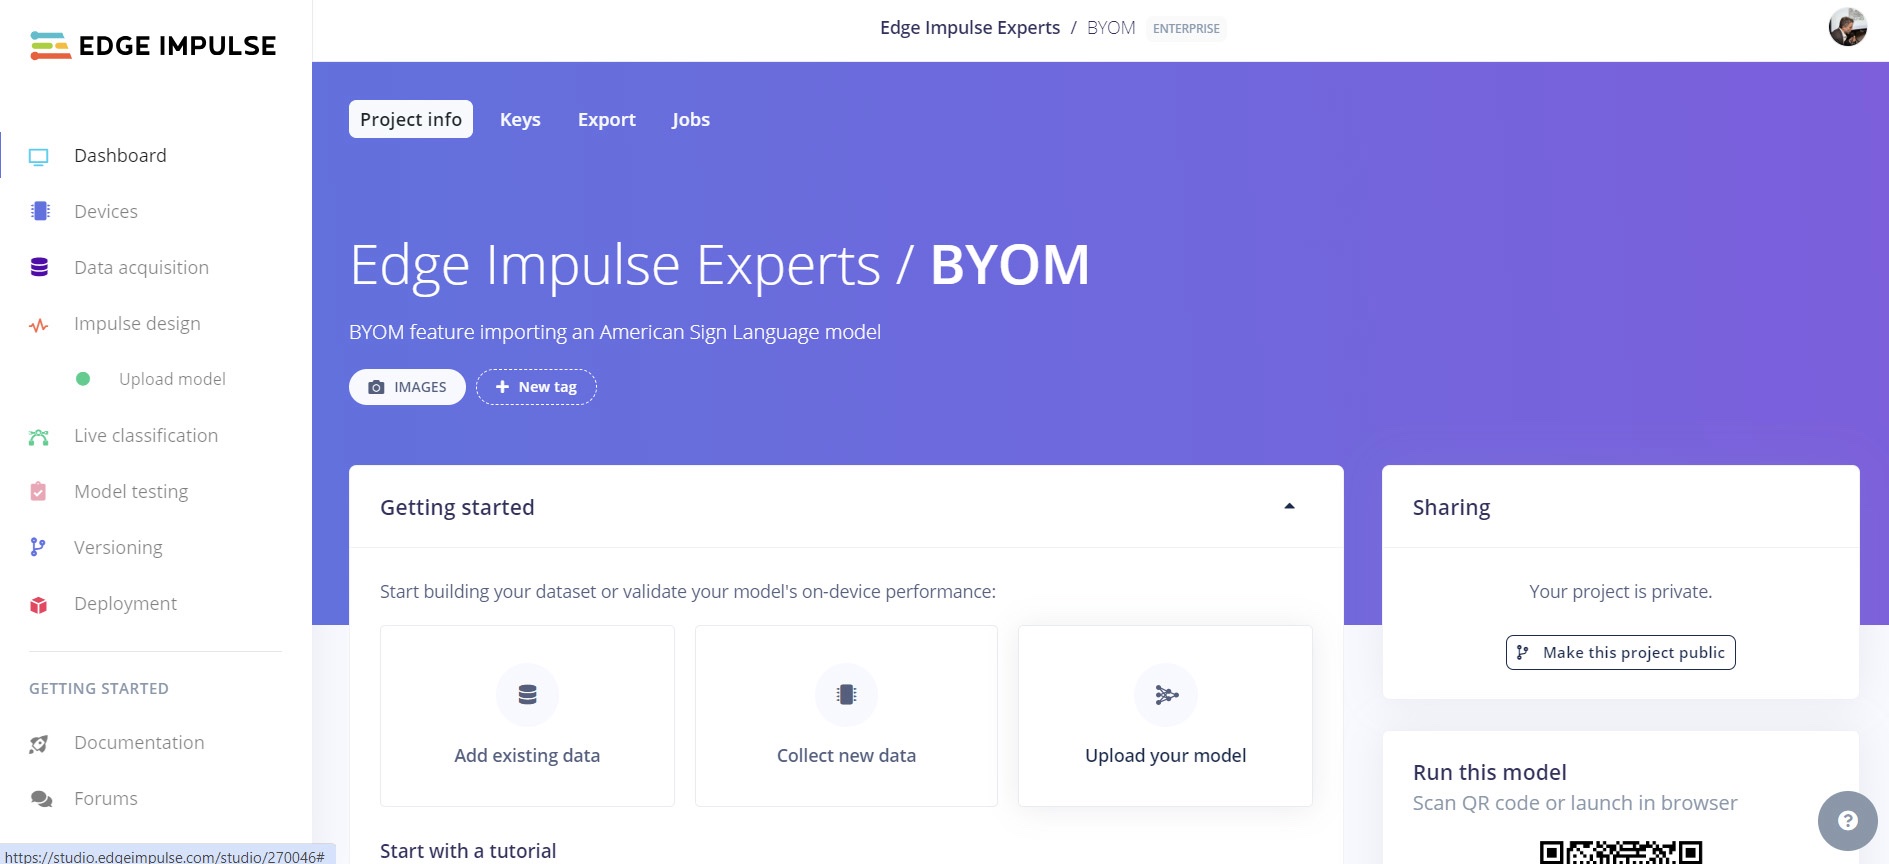 EDGE IMPULSE
Edge Impulse Experts / BYOM ENTERPRISE
Dashboard
Devices
Data acquisition
Impulse design
Upload model
Live classification
Model testing
Versioning
Deployment
GETTING STARTED
Documentation
Forums
https://studio.edgeimpulse.com/studio/270046#
Project info Keys Export Jobs
Edge Impulse Experts / BYOM
BYOM feature importing an American Sign Language model
IMAGES + New tag
Getting started
Start building your dataset or validate your model's on-device performance:
Add existing data
Collect new data
Upload your model
Start with a tutorial
Sharing
Your project is private.
Make this project public
Run this model
Scan QR code or launch in browser
?